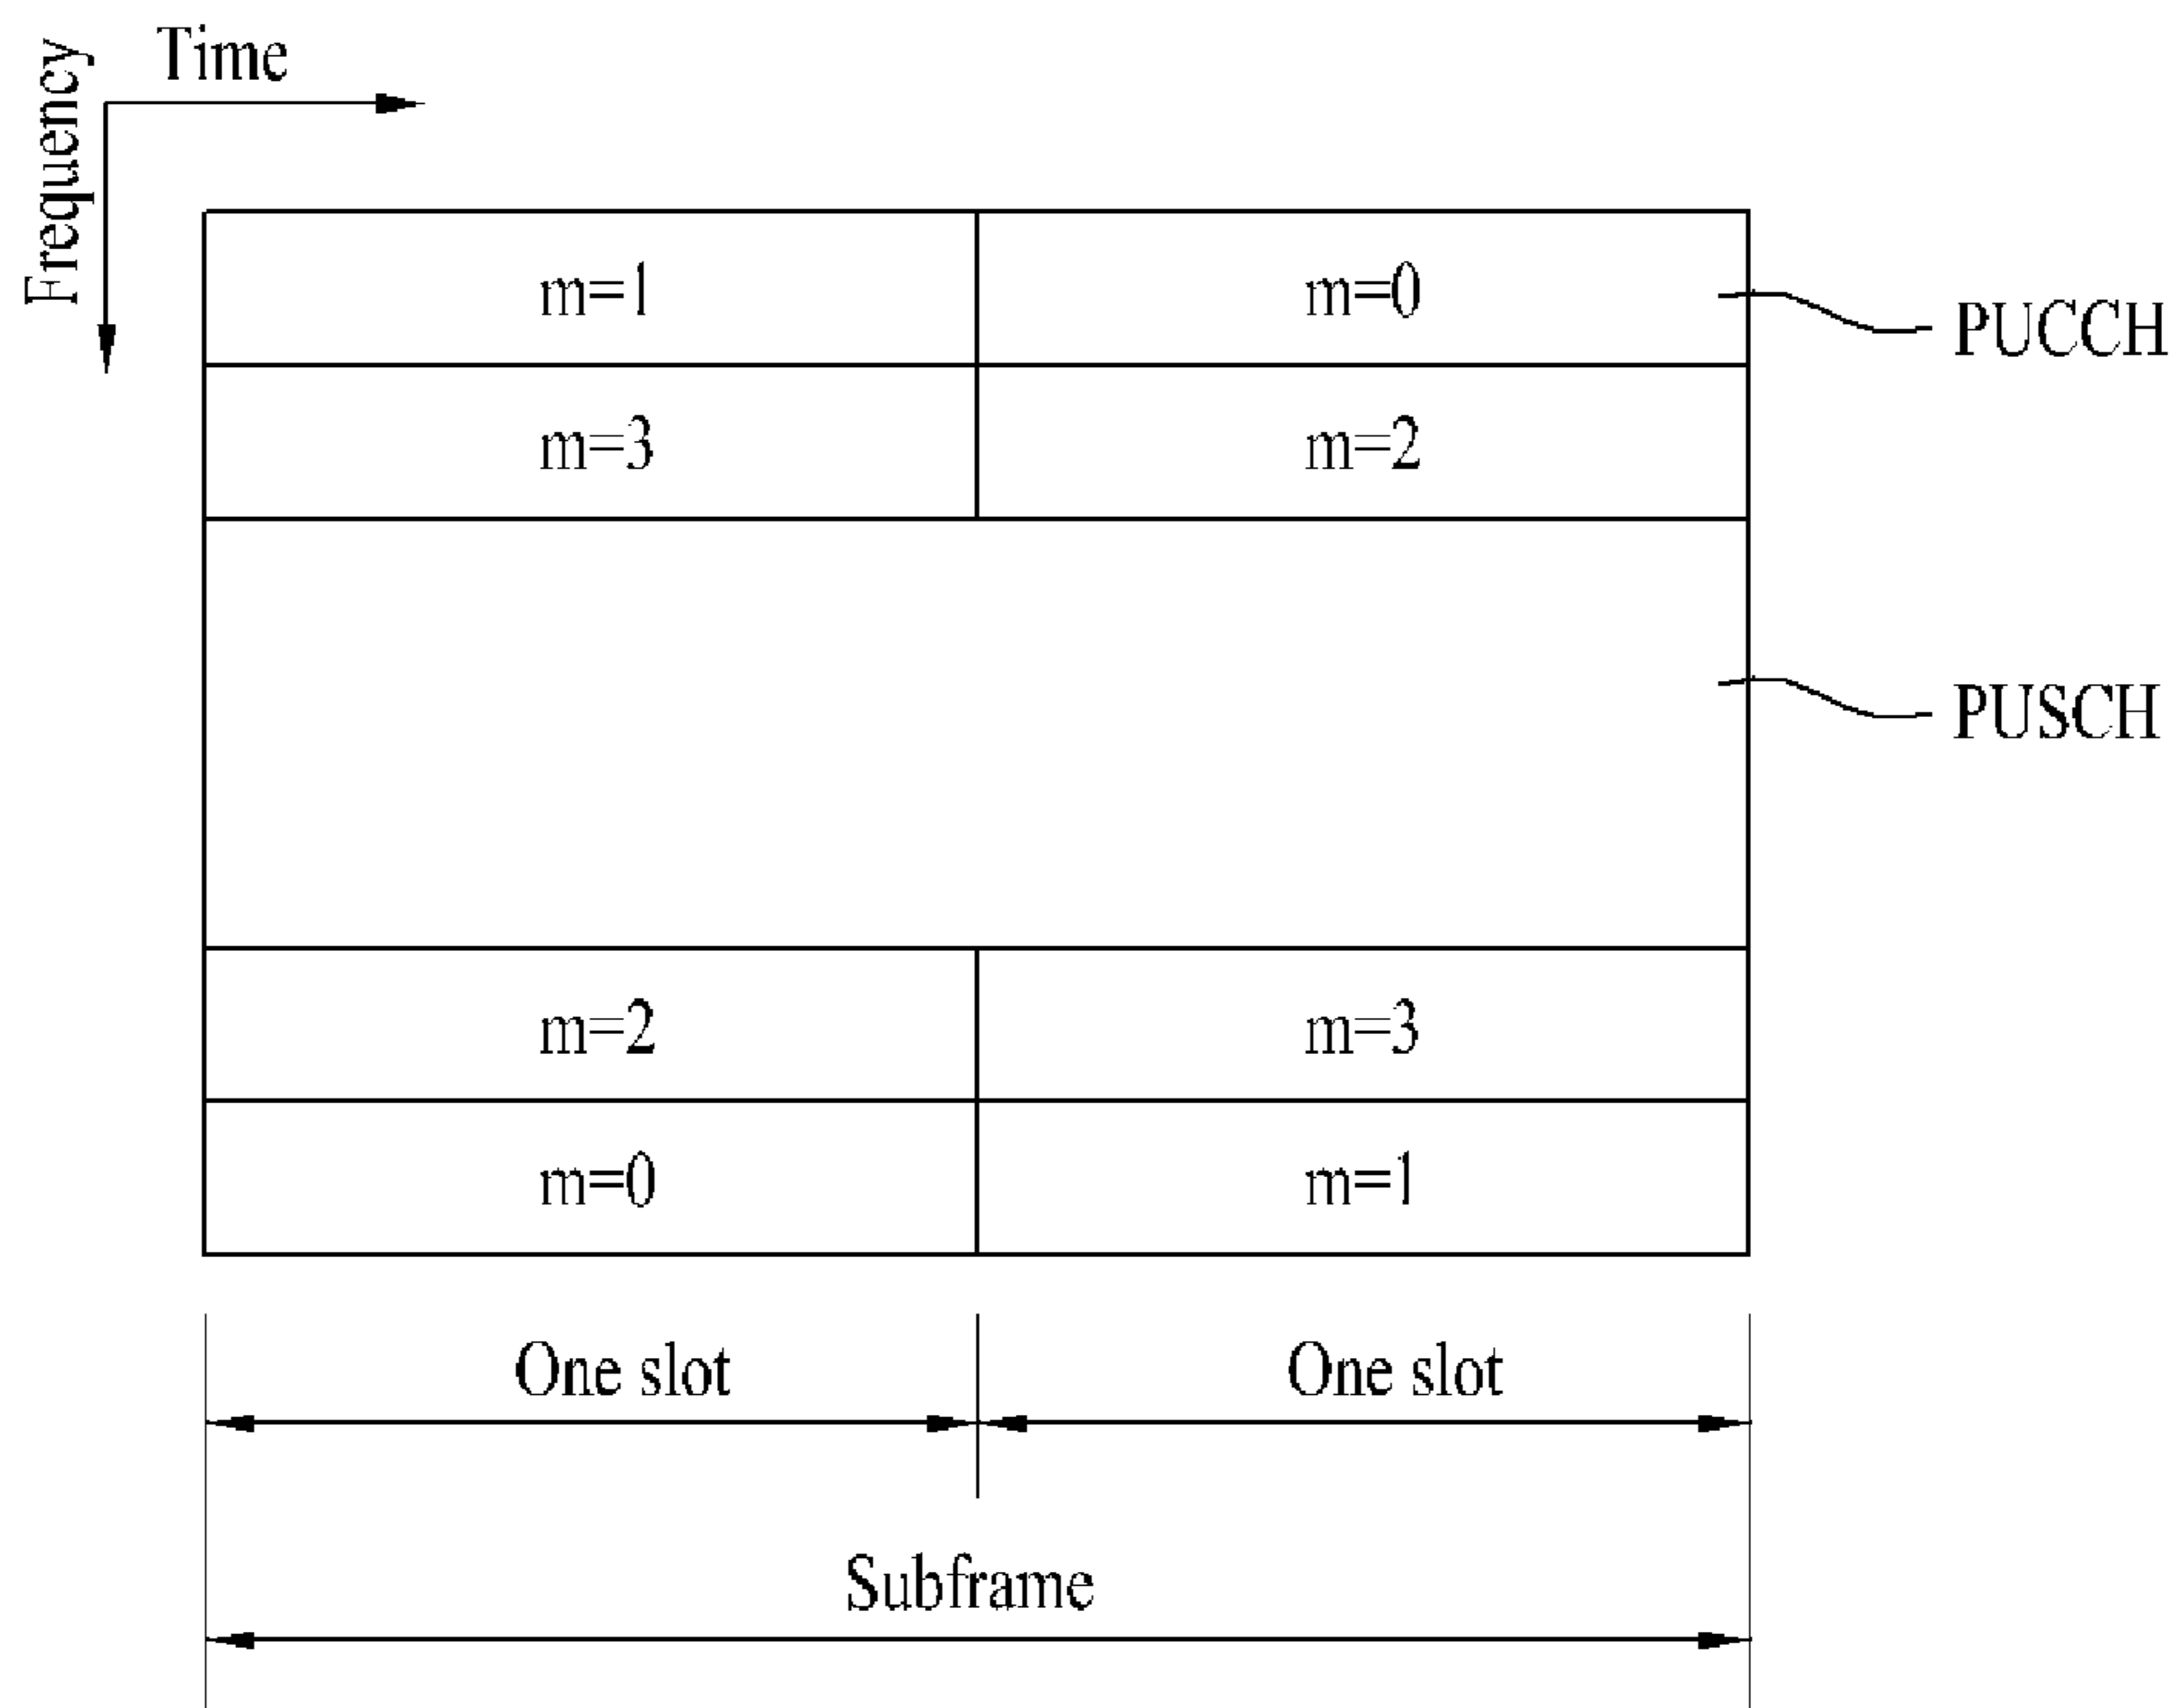 Time
Frequency
m=1 m=0
PUCCH
m=3 m=2
PUSCH
m=2 m=3
m=0 m=1
One slot One slot
Subframe